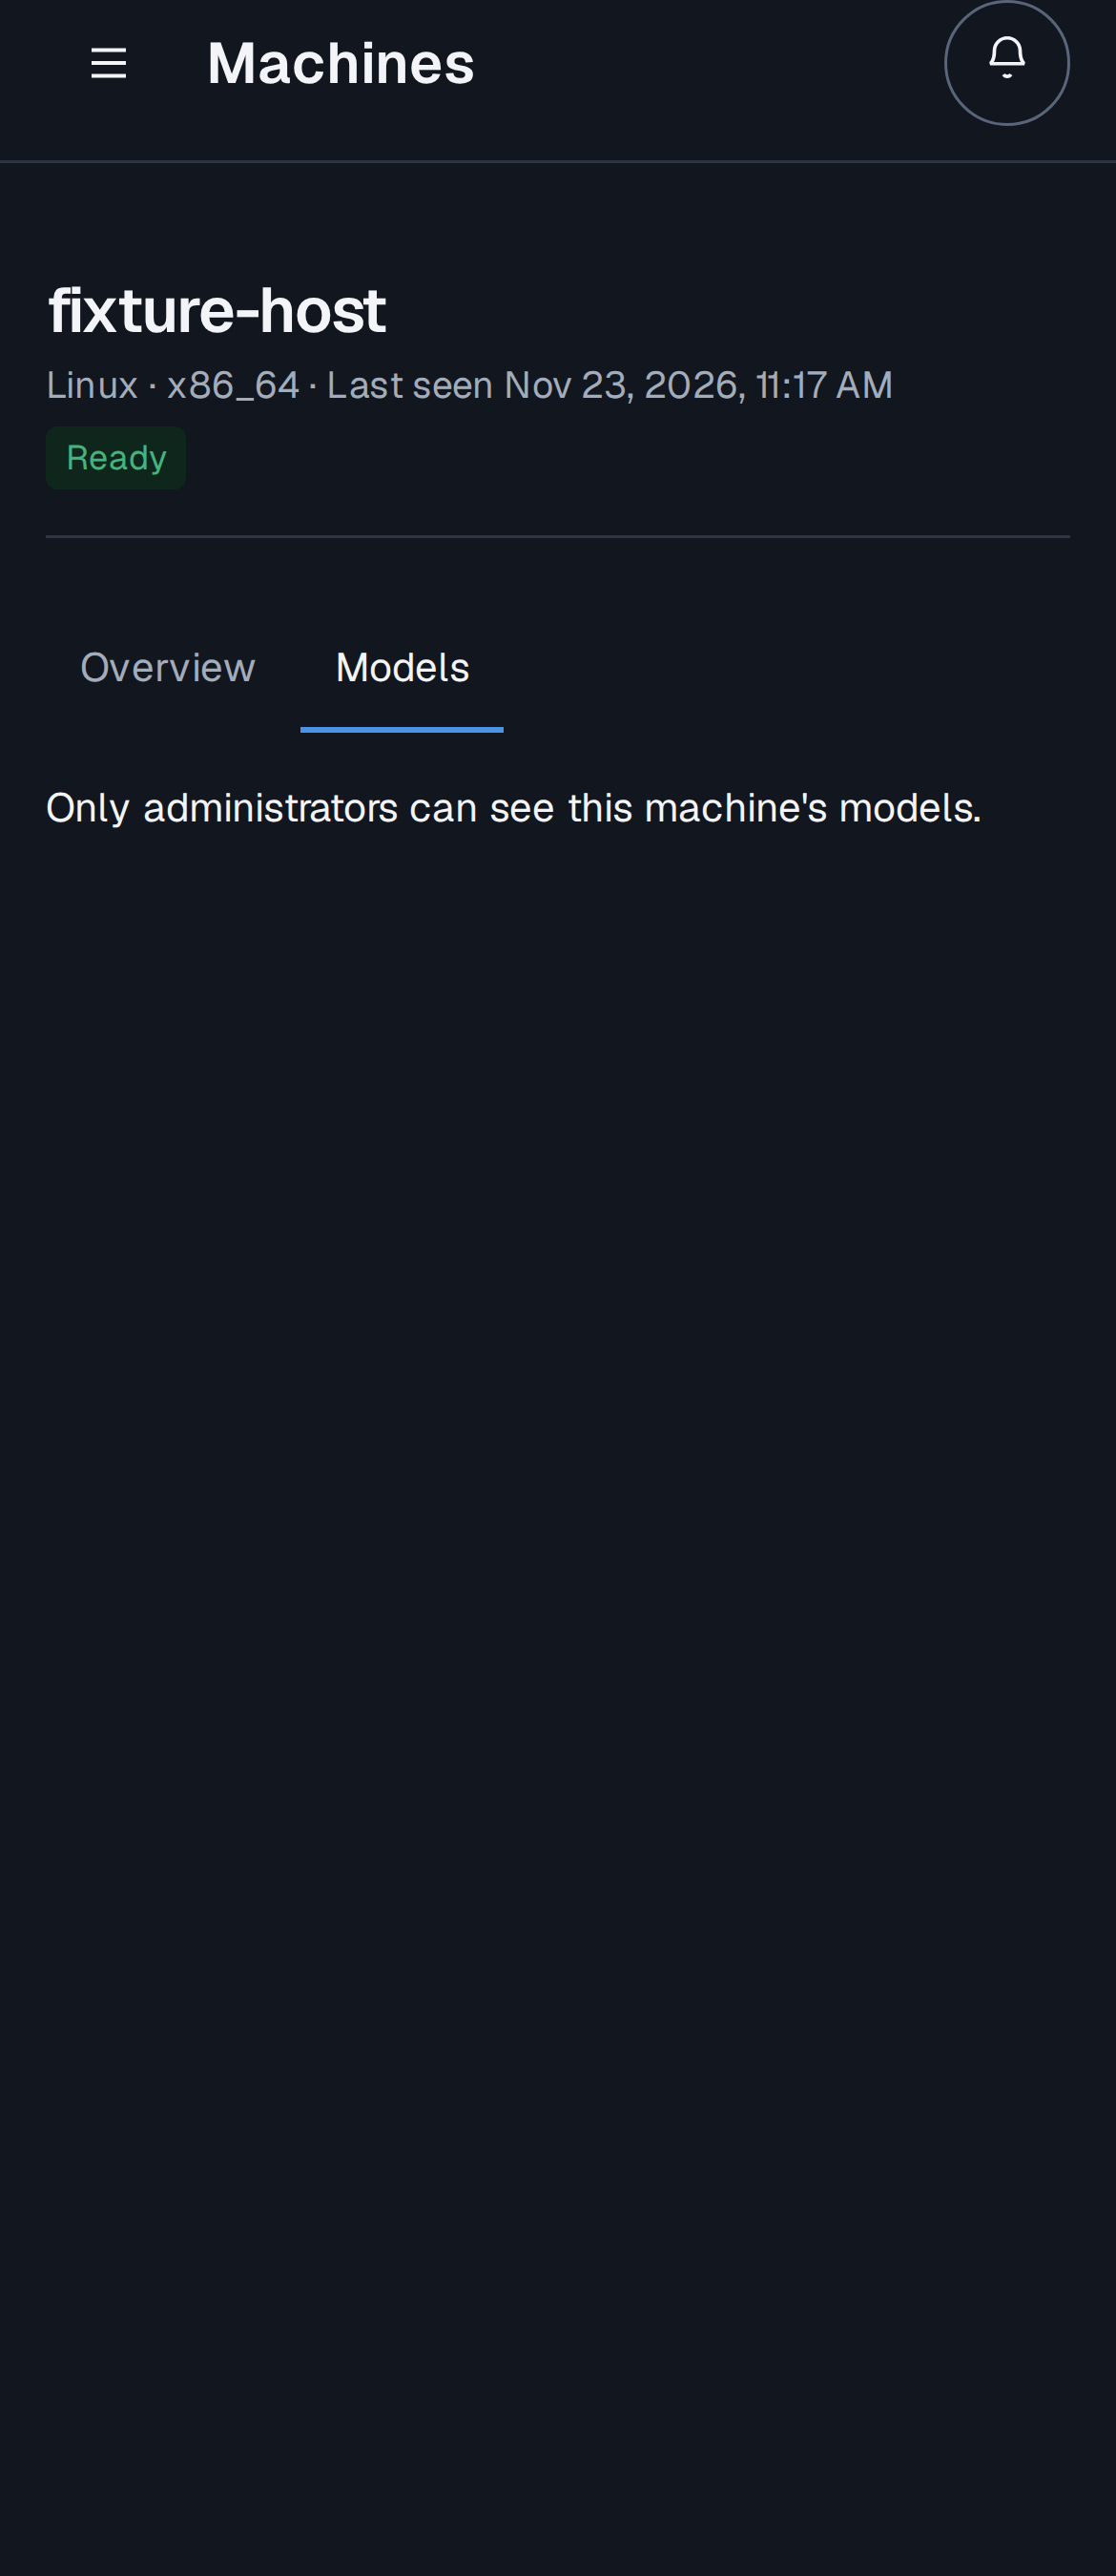 Machines
fixture-host
Linux · x86_64 · Last seen Nov 23, 2026, 11:17 AM
Ready
Overview Models
Only administrators can see this machine's models.